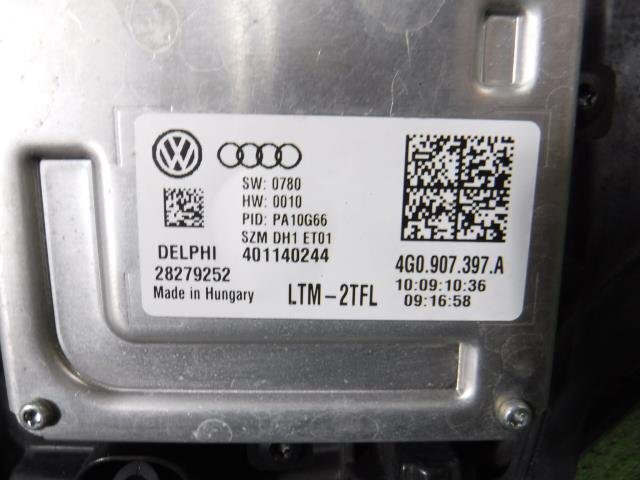 SW: 0780
HW: 0010
PID: PA10G66
SZM DH1 ET01
DELPHI 401140244
28279252
Made in Hungary
LTM-2TFL
4G0.907.397.A
10:09:10:36
09:16:58